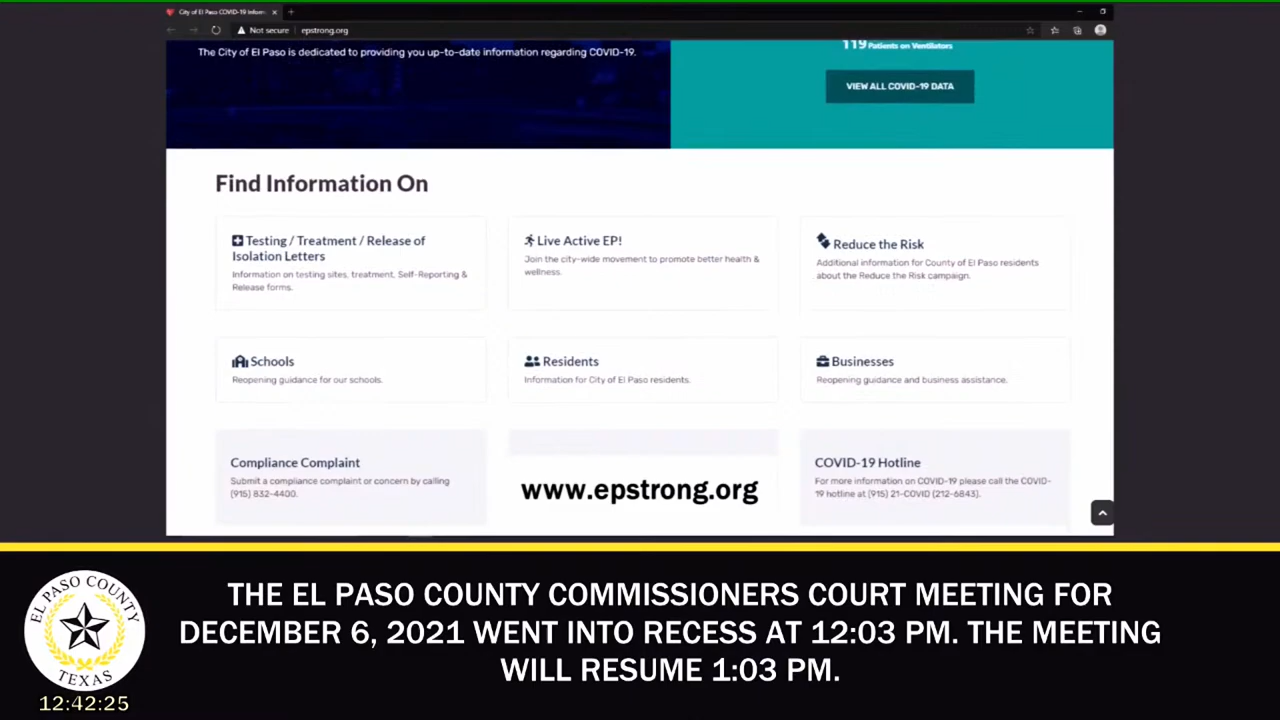 City of El Paso COVID-19 Inform
Not secure | epstrong.org
The City of El Paso is dedicated to providing you up-to-date information regarding COVID-19.
119 Patients on Ventilators
VIEW ALL COVID-19 DATA
Find Information On
Testing / Treatment / Release of
Isolation Letters
Information on testing sites, treatment, Self-Reporting &
Release forms.
Live Active EP!
Join the city-wide movement to promote better health &
wellness.
Reduce the Risk
Additional information for County of El Paso residents
about the Reduce the Risk campaign.
Schools
Reopening guidance for our schools.
Residents
Information for City of El Paso residents.
Businesses
Reopening guidance and business assistance.
Compliance Complaint
Submit a compliance complaint or concern by calling
(915) 832-4400.
www.epstrong.org
COVID-19 Hotline
For more information on COVID-19 please call the COVID-
19 hotline at (915) 21-COVID (212-6843).
EL PASO COUNTY
TEXAS
12:42:25
THE EL PASO COUNTY COMMISSIONERS COURT MEETING FOR
DECEMBER 6, 2021 WENT INTO RECESS AT 12:03 PM. THE MEETING
WILL RESUME 1:03 PM.